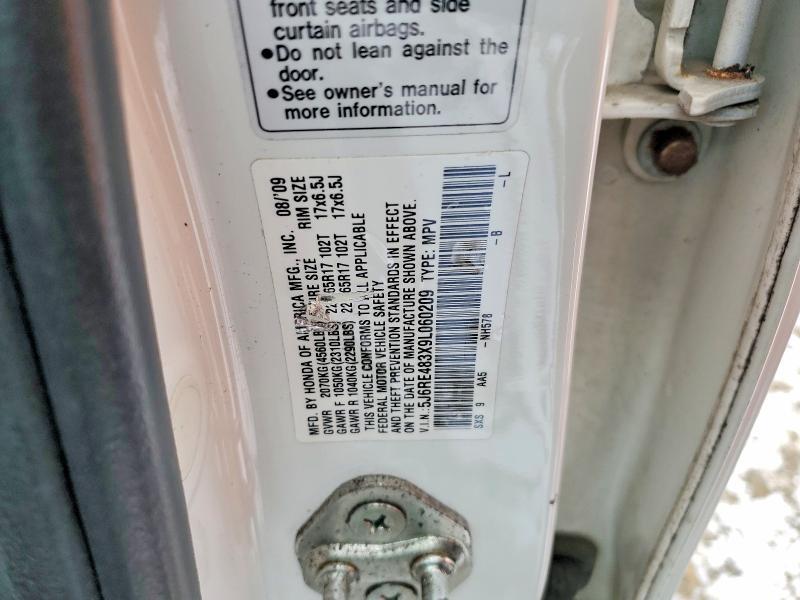 front seats and side
curtain airbags.
•Do not lean against the
door.
•See owner's manual for
more information.
MFD. BY HONDA OF AMERICA MFG., INC. 08/'09
GVWR 2070KG(4560LBS) SIZE RIM SIZE
GAWR F 1050KG(2310LBS) 65R17 102T 17x6.5J
GAWR R 1040KG(2290LBS) 22 65R17 102T 17x6.5J
THIS VEHICLE CONFORMS TO ALL APPLICABLE
FEDERAL MOTOR VEHICLE SAFETY
AND THEFT PREVENTION STANDARDS IN EFFECT
ON THE DATE OF MANUFACTURE SHOWN ABOVE.
V.I.N.: 5J6RE483X9L060209 TYPE: MPV
SXS 9 AA5 -NH578 -B -L